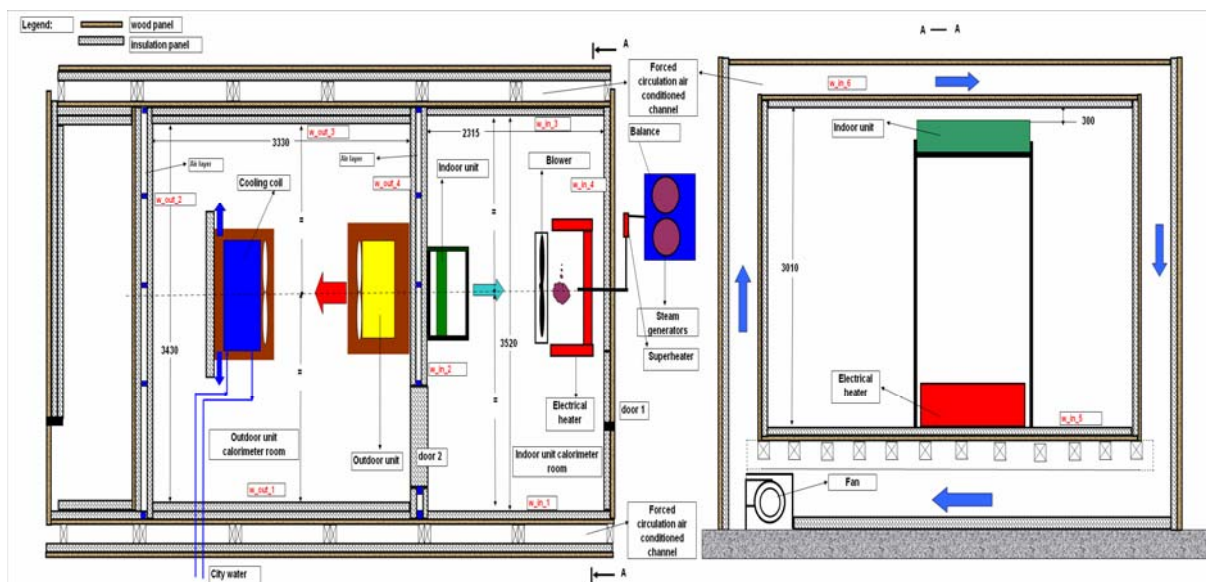 Legend:
wood panel
insulation panel
A
A — A
Forced
circulation air
conditioned
channel
w_in_6
w_out_3
3330
2315
w_in_3
Balance
Indoor unit
300
Air layer
Air layer
Indoor unit
Blower
w_out_2
Cooling coil
w_out_4
w_in_4
3010
Steam
generators
3430
3520
Superheater
w_in_2
Electrical
heater
Electrical
heater
door 1
w_in_5
Outdoor unit
calorimeter
room
Outdoor unit
door 2
Indoor unit calorimeter
room
Fan
w_out_1
w_in_1
Forced
circulation air
conditioned
channel
City water
A